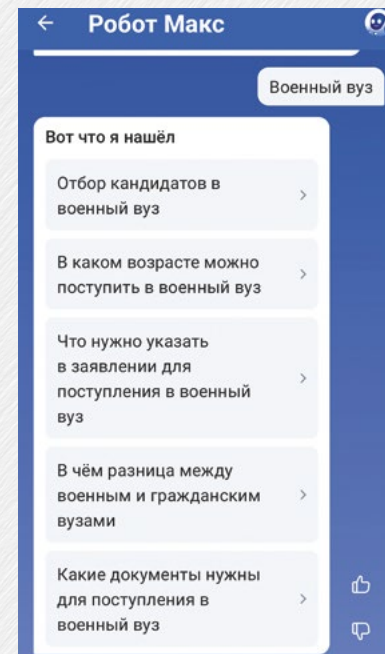 Робот Макс
Военный вуз
Вот что я нашёл
Отбор кандидатов в
военный вуз
В каком возрасте можно
поступить в военный вуз
Что нужно указать
в заявлении для
поступления в военный
вуз
В чём разница между
военным и гражданским
вузами
Какие документы нужны
для поступления в
военный вуз